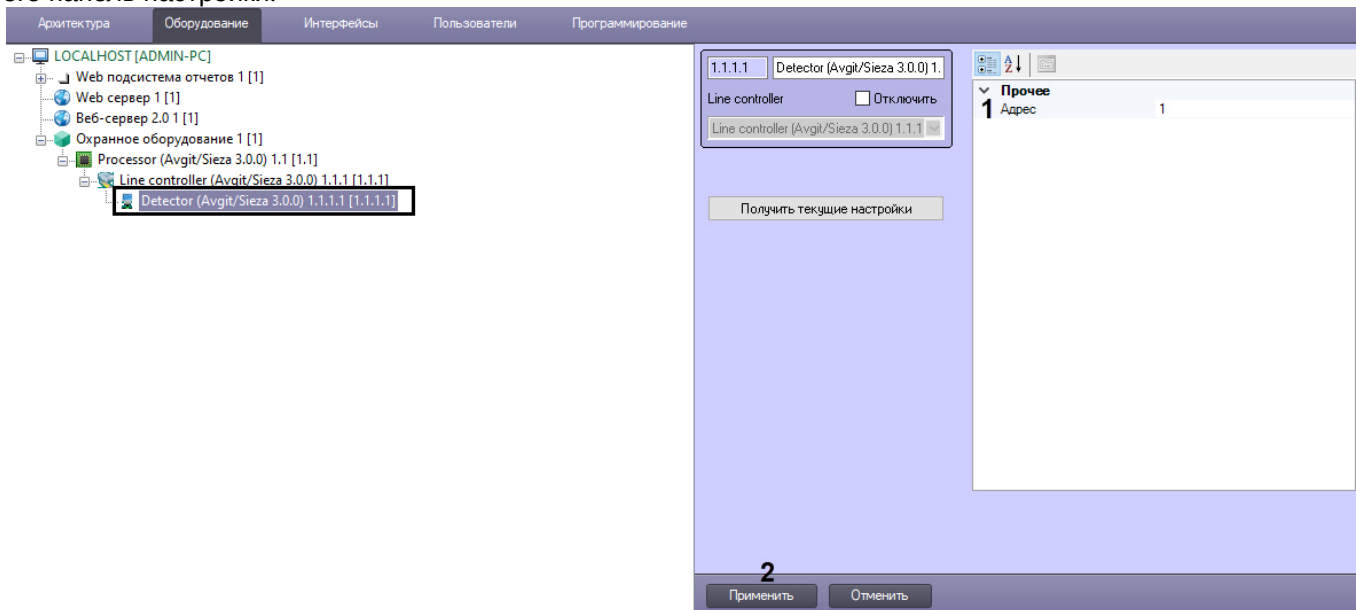 его панель настройки.
Архитектура Оборудование Интерфейсы Пользователи Программирование
LOCALHOST [ADMIN-PC]
Web подсистема отчетов 1 [1]
Web сервер 1 [1]
Веб-сервер 2.0 1 [1]
Охранное оборудование 1 [1]
Processor (Avgit/Sieza 3.0.0) 1.1 [1.1]
Line controller (Avgit/Sieza 3.0.0) 1.1.1 [1.1.1]
Detector (Avgit/Sieza 3.0.0) 1.1.1.1 [1.1.1.1]
1.1.1.1 Detector (Avgit/Sieza 3.0.0) 1.
Line controller Отключить
Line controller (Avgit/Sieza 3.0.0) 1.1.1
Получить текущие настройки
Прочее
1 Адрес 1
2
Применить Отменить